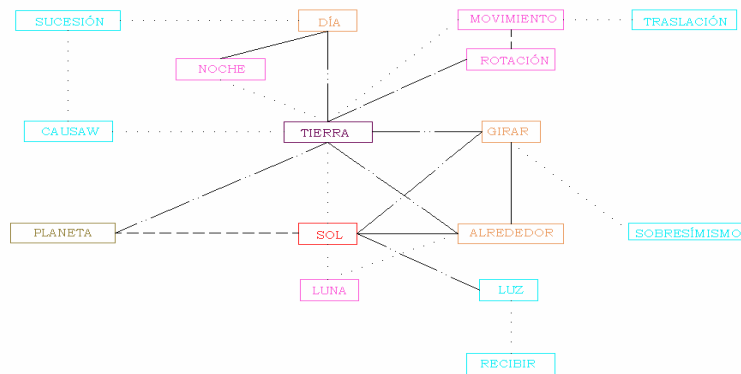 SUCESIÓN
DÍA
MOVIMIENTO
TRASLACIÓN
NOCHE
ROTACIÓN
CAUSAW
TIERRA
GIRAR
PLANETA
SOL
ALREDEDOR
SOBRESÍMISMO
LUNA
LUZ
RECIBIR